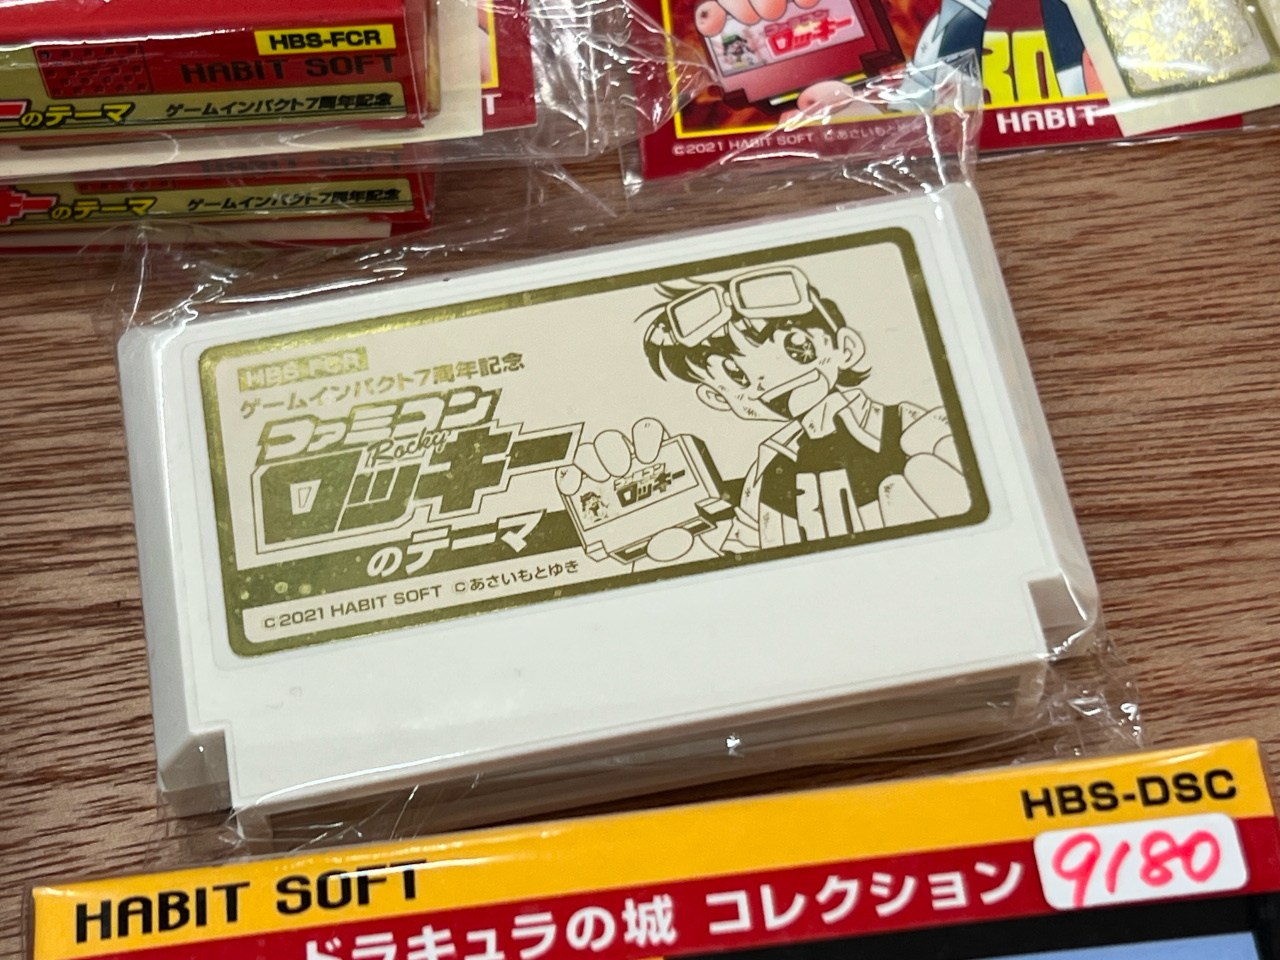 HBS-FCR
HABIT SOFT
のテーマ ゲームインパクト7周年記念
HABIT SOFT
キーのテーマ ゲームインパクト7周年記念
ロッキー
©2021 HABIT SOFT ©あさいもとゆき
HABIT
HBS-FCR
ゲームインパクト7周年記念
ファミコン
Rocky
ロッキー
のテーマ
©2021 HABIT SOFT ©あさいもとゆき
ファミコン
ロッキー
HBS-DSC
HABIT SOFT
9180
ドラキュラの城 コレクション